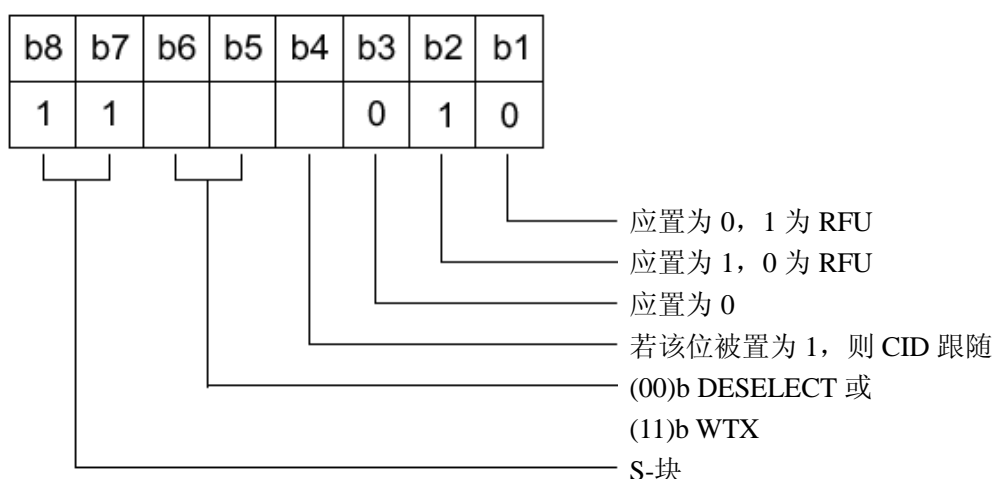 b8 b7 b6 b5 b4 b3 b2 b1
1 1 0 1 0
应置为 0，1 为 RFU
应置为 1，0 为 RFU
应置为 0
若该位被置为 1，则 CID 跟随
(00)b DESELECT 或
(11)b WTX
S-块